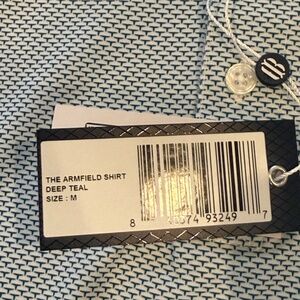 THE ARMFIELD SHIRT
DEEP TEAL
SIZE : M
8 74 93249 7